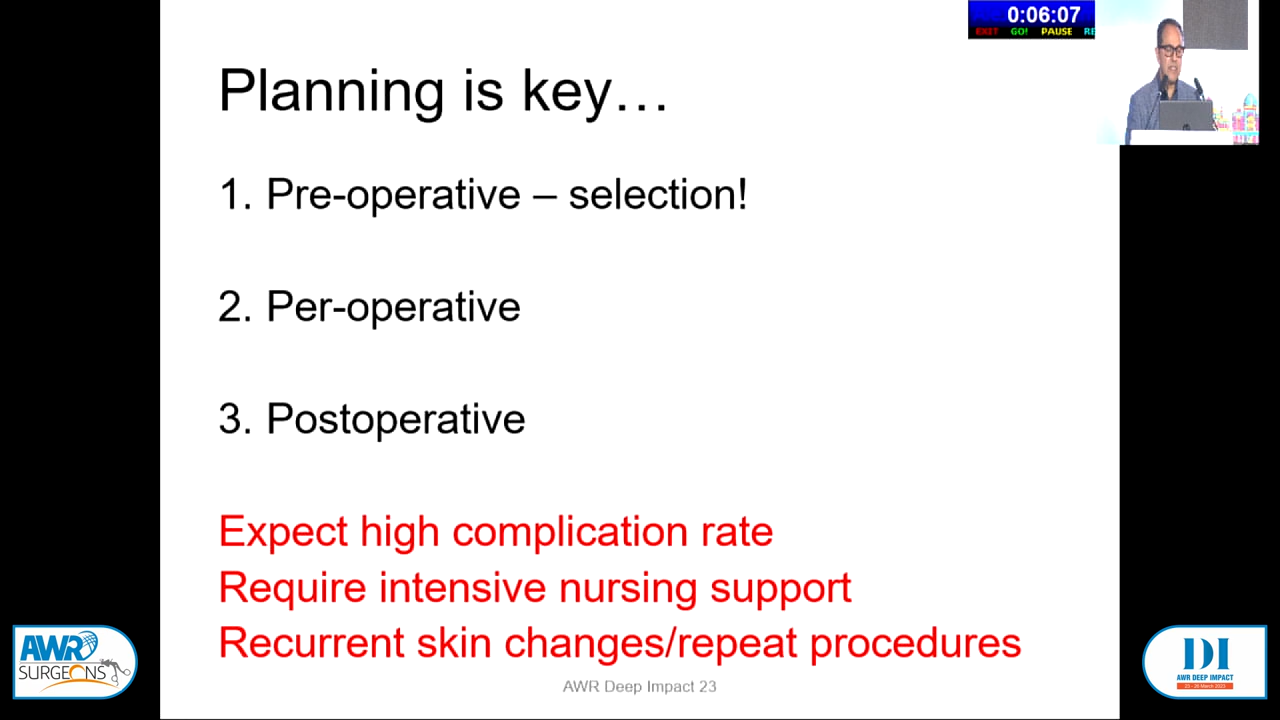 0:06:07
EXIT GO! PAUSE RE
Planning is key…
1. Pre-operative – selection!
2. Per-operative
3. Postoperative
Expect high complication rate
Require intensive nursing support
Recurrent skin changes/repeat procedures
AWR Deep Impact 23
AWR
SURGEONS
DI
AWR DEEP IMPACT